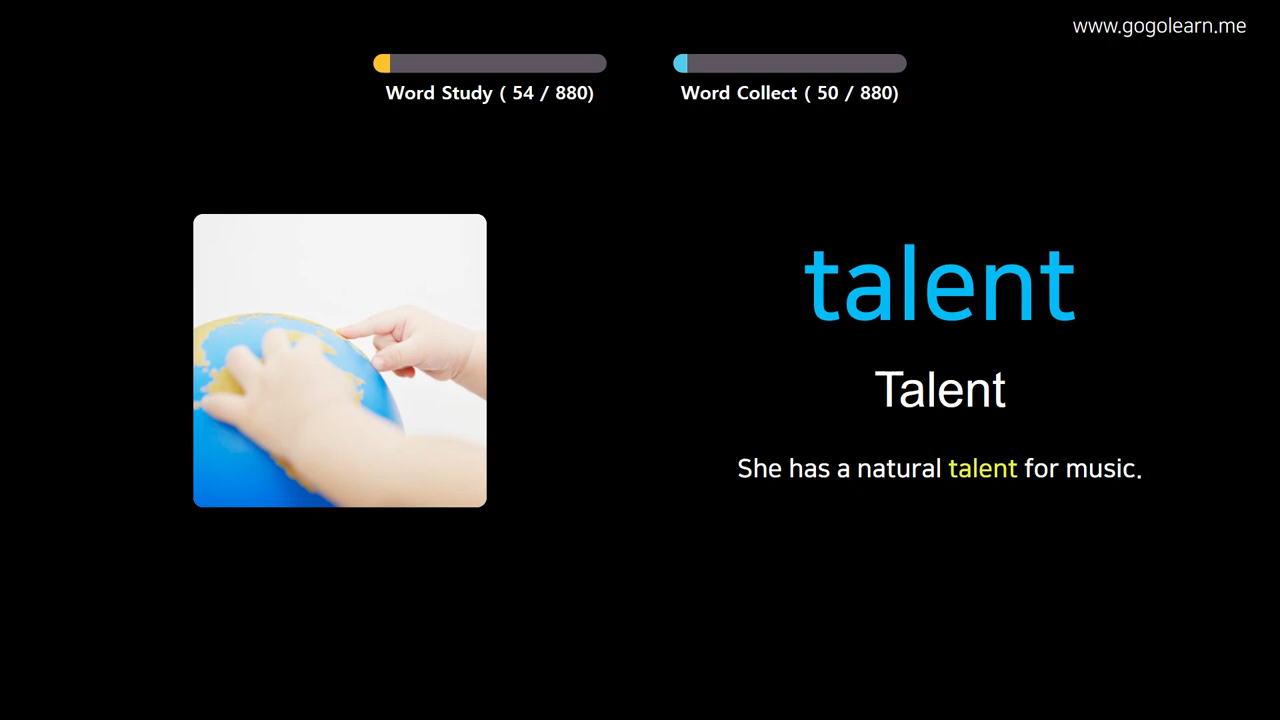 www.gogolearn.me
Word Study ( 54 / 880)
Word Collect ( 50 / 880)
talent
Talent
She has a natural talent for music.